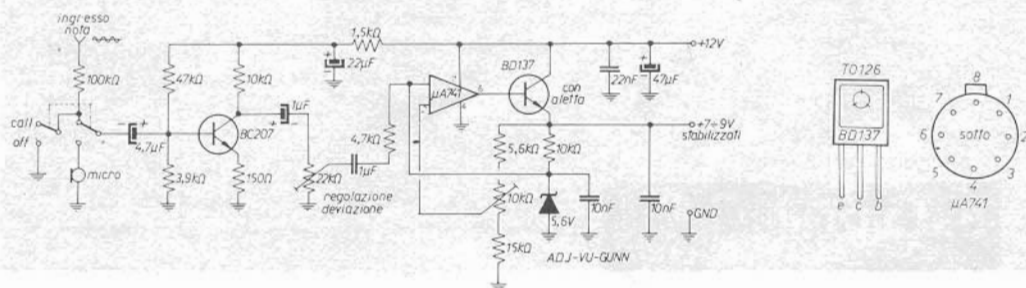 ingresso
nota
100kΩ
call
off
micro
4,7µF
47kΩ
3,9kΩ
10kΩ
BC207
150Ω
1µF
22kΩ
regolazione
deviazione
22µF
1,5kΩ
1µF
4,7kΩ
µA741
6
4
BD137
con
aletta
5,6kΩ
10kΩ
10kΩ
15kΩ
5,6V
10nF
10nF
22nF
47µF
+12V
+7÷9V
stabilizzati
GND
ADJ-VU-GUNN
TO126
BD137
e c b
8
7 1
6 sotto 2
5 3
4
µA741